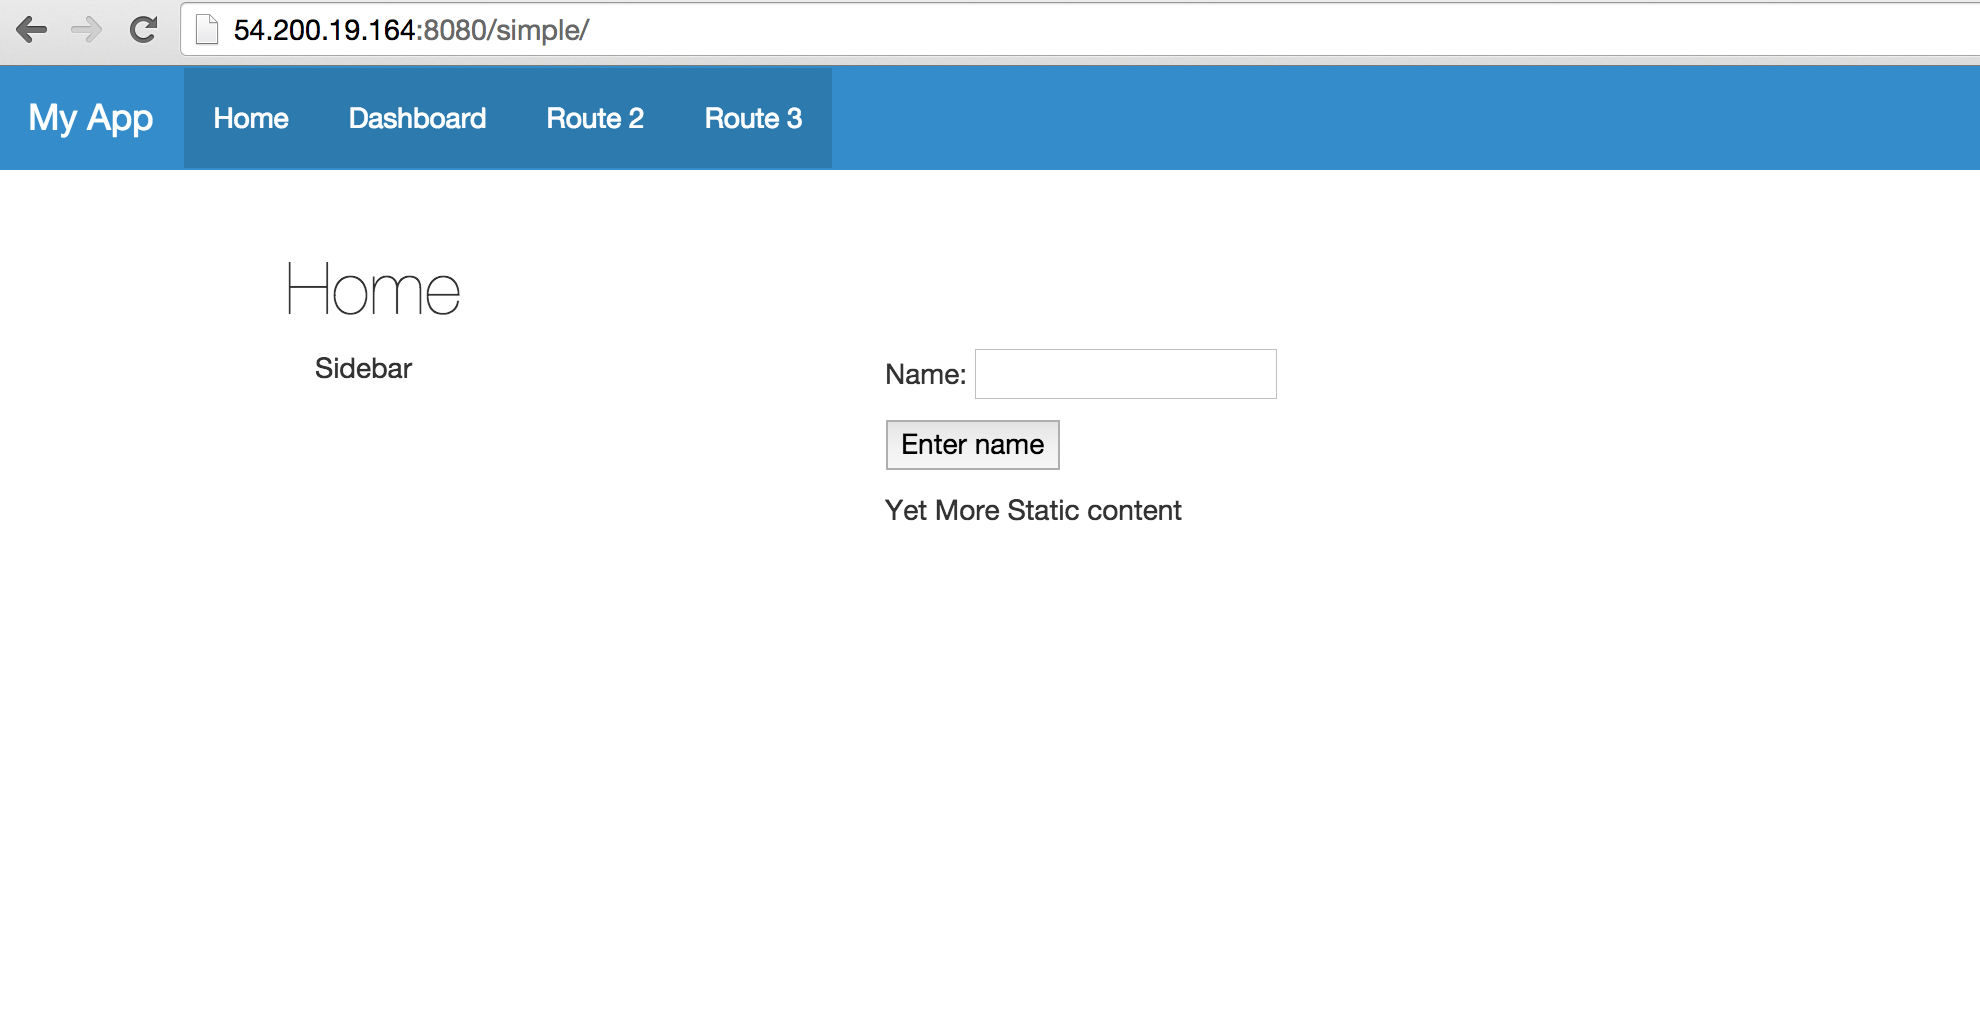 54.200.19.164:8080/simple/
My App Home Dashboard Route 2 Route 3
Home
Sidebar
Name:
Enter name
Yet More Static content